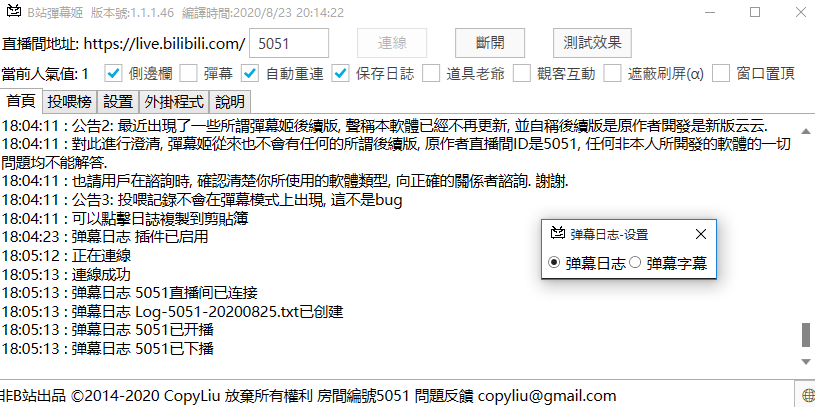 B站彈幕姬 版本號:1.1.1.46 編譯時間:2020/8/23 20:14:22
直播間地址: https://live.bilibili.com/ 5051 連線 斷開 測試效果
當前人氣值: 1 側邊欄 彈幕 自動重連 保存日誌 道具老爺 觀客互動 遮蔽刷屏(α) 窗口置頂
首頁 投喂榜 設置 外掛程式 說明
18:04:11 : 公告2: 最近出現了一些所謂彈幕姬後續版, 聲稱本軟體已經不再更新, 並自稱後續版是原作者開發是新版云云.
18:04:11 : 對此進行澄清, 彈幕姬從來也不會有任何的所謂後續版, 原作者直播間ID是5051, 任何非本人所開發的軟體的一切
問題均不能解答.
18:04:11 : 也請用戶在諮詢時, 確認清楚你所使用的軟體類型, 向正確的關係者諮詢. 謝謝.
18:04:11 : 公告3: 投喂記錄不會在彈幕模式上出現, 這不是bug
18:04:11 : 可以點擊日誌複製到剪貼簿
18:04:23 : 弹幕日志 插件已启用
18:05:12 : 正在連線
18:05:13 : 連線成功
18:05:13 : 弹幕日志 5051直播间已连接
18:05:13 : 弹幕日志 Log-5051-20200825.txt已创建
18:05:13 : 弹幕日志 5051已开播
18:05:13 : 弹幕日志 5051已下播
弹幕日志-设置
弹幕日志 弹幕字幕
非B站出品 ©2014-2020 CopyLiu 放棄所有權利 房間編號5051 問題反饋 copyliu@gmail.com